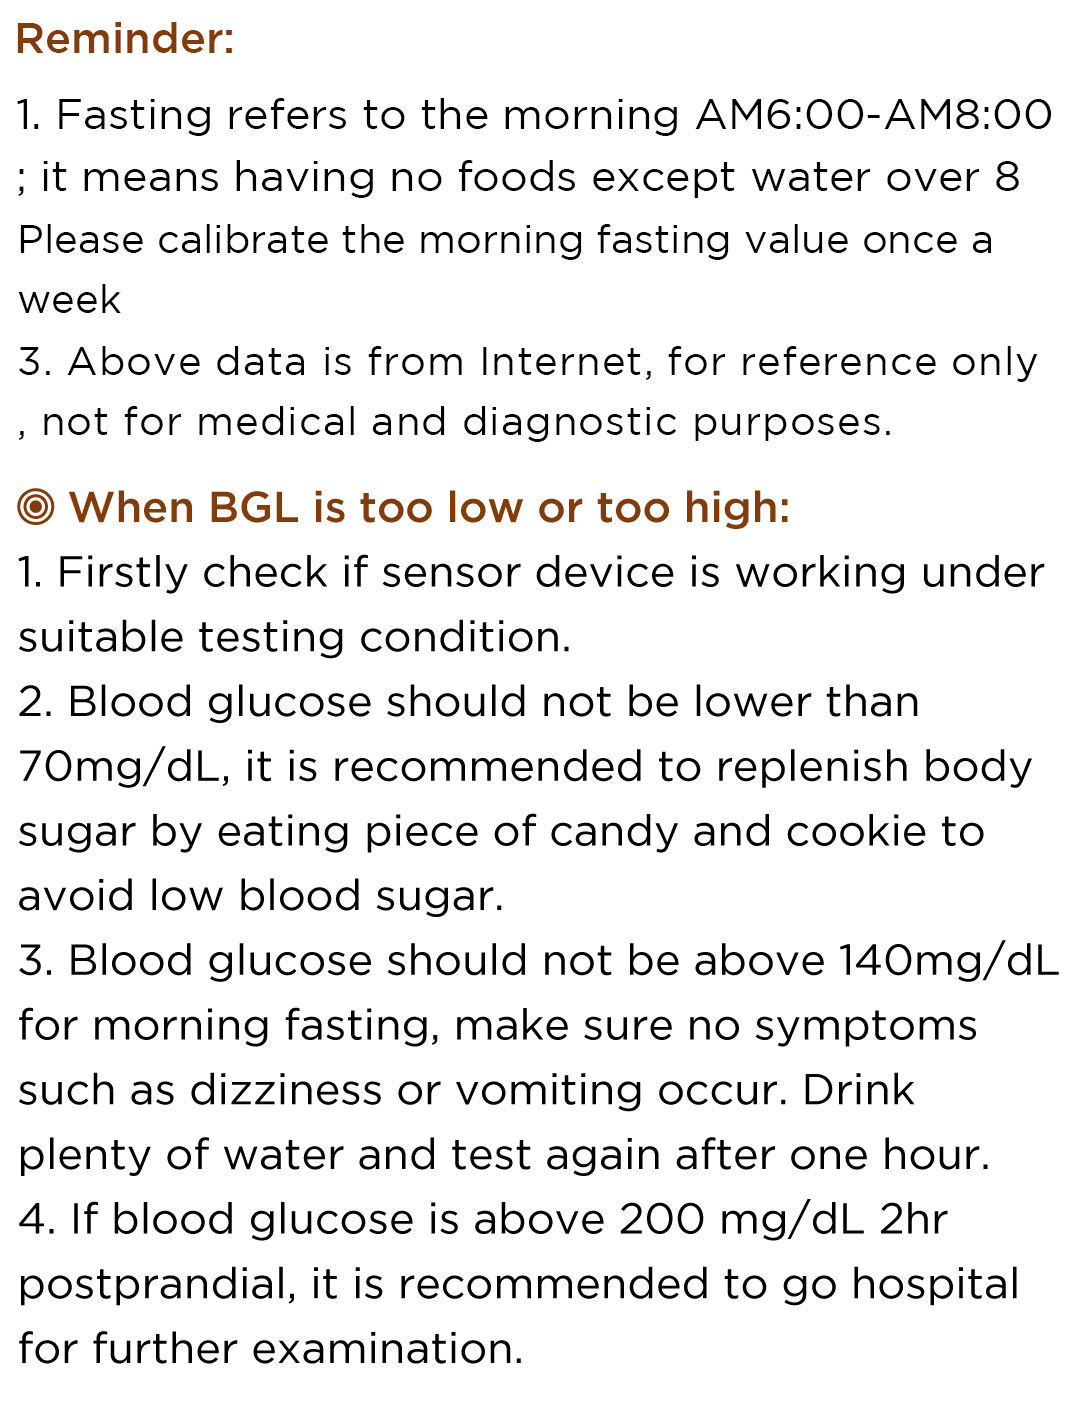 Reminder:
1. Fasting refers to the morning AM6:00-AM8:00
; it means having no foods except water over 8
Please calibrate the morning fasting value once a
week
3. Above data is from Internet, for reference only
, not for medical and diagnostic purposes.
When BGL is too low or too high:
1. Firstly check if sensor device is working under
suitable testing condition.
2. Blood glucose should not be lower than
70mg/dL, it is recommended to replenish body
sugar by eating piece of candy and cookie to
avoid low blood sugar.
3. Blood glucose should not be above 140mg/dL
for morning fasting, make sure no symptoms
such as dizziness or vomiting occur. Drink
plenty of water and test again after one hour.
4. If blood glucose is above 200 mg/dL 2hr
postprandial, it is recommended to go hospital
for further examination.